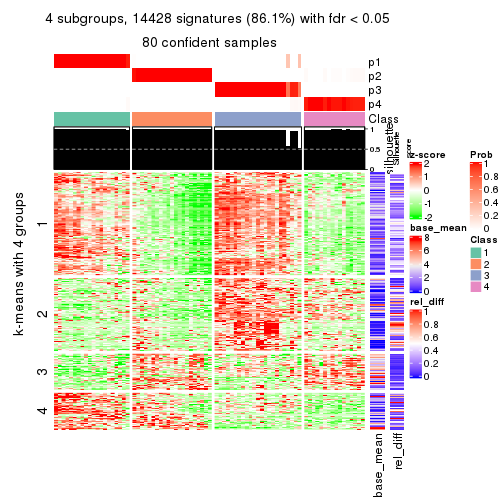 4 subgroups, 14428 signatures (86.1%) with fdr < 0.05
80 confident samples
p1
p2
p3
p4
Class
1
0.5
0
silhouette
Silhouette
score
k-means with 4 groups
1
2
3
4
base_mean
rel_diff
z-score
2
1
0
-1
-2
base_mean
8
6
4
2
0
rel_diff
1
0.8
0.6
0.4
0.2
0
Prob
1
0.8
0.6
0.4
0.2
0
Class
1
2
3
4